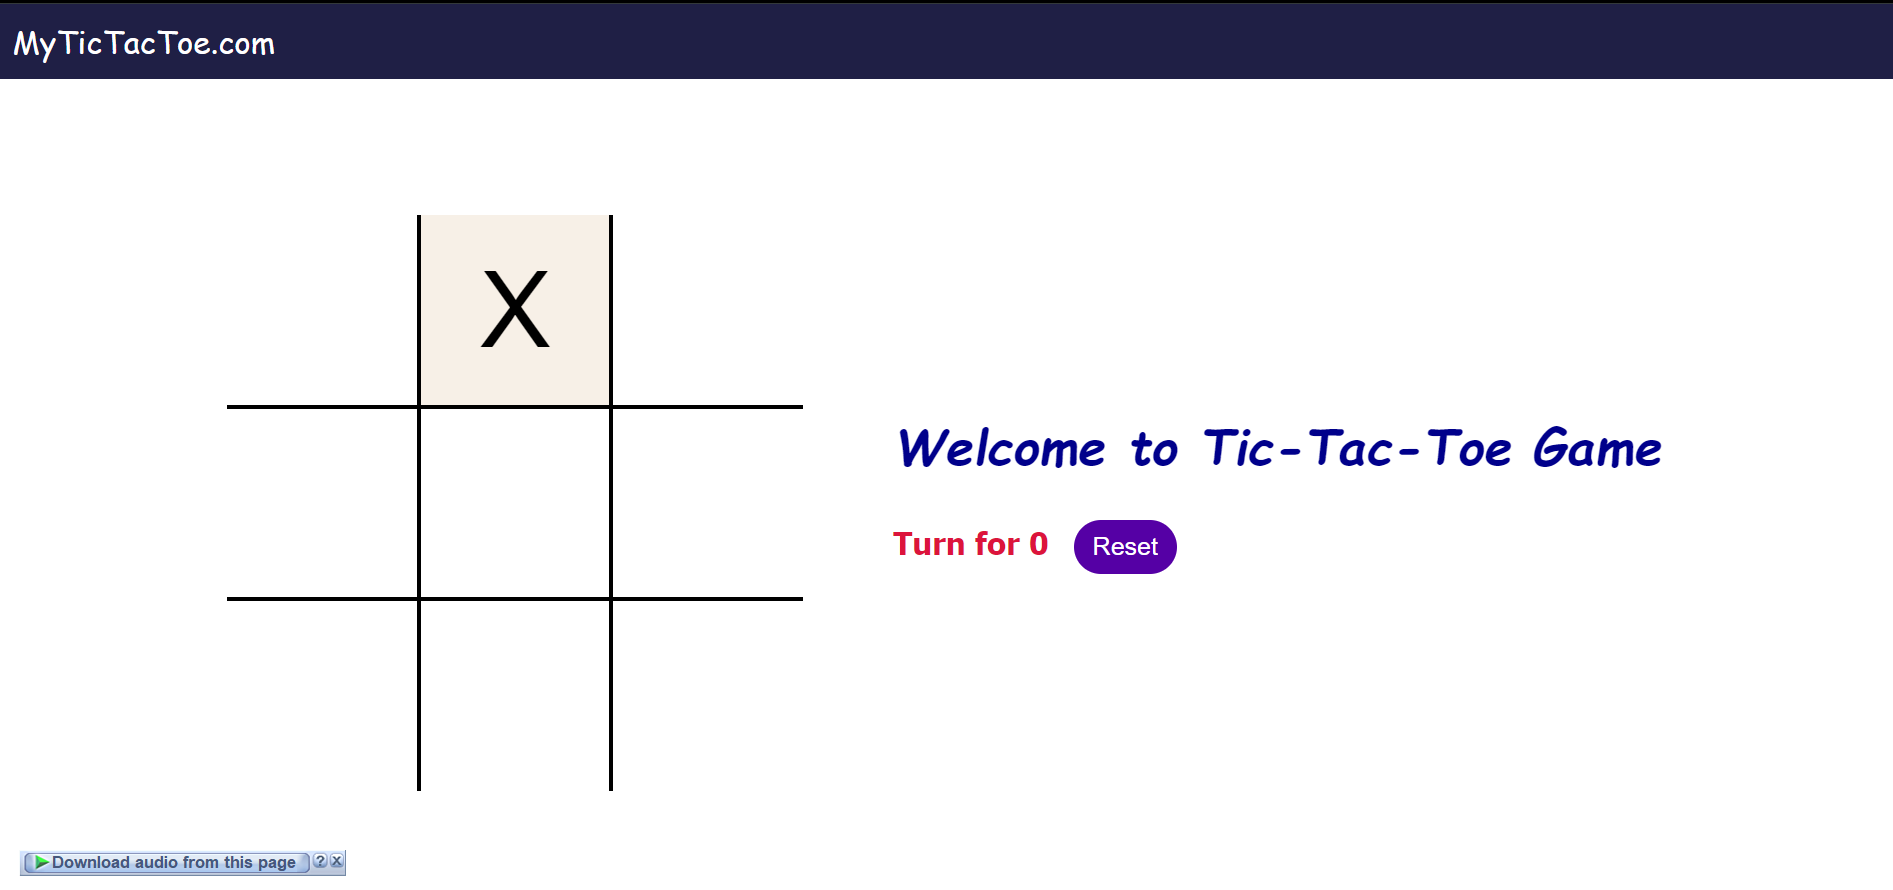 MyTicTacToe.com
X
Welcome to Tic-Tac-Toe Game
Turn for 0 Reset
Download audio from this page ? x